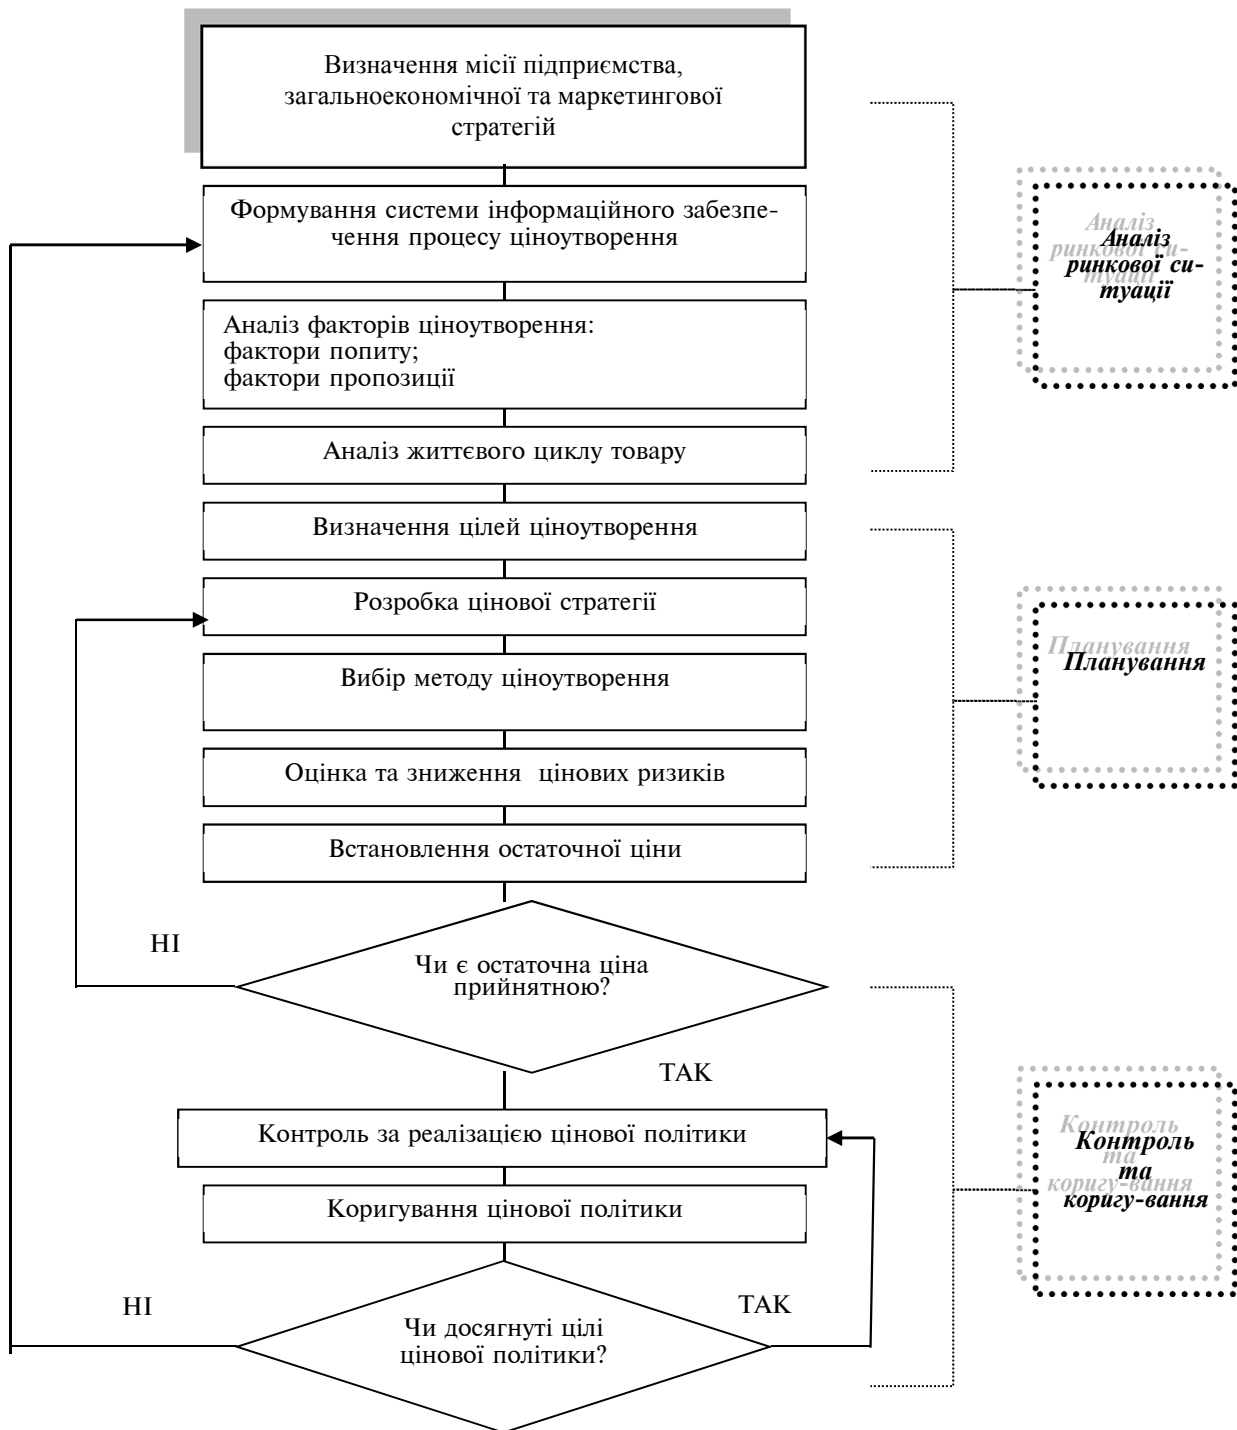 Визначення місії підприємства,
загальноекономічної та маркетингової
стратегій
Формування системи інформаційного забезпе-
чення процесу ціноутворення
Аналіз факторів ціноутворення:
фактори попиту;
фактори пропозиції
Аналіз життєвого циклу товару
Аналіз
ринкової си-
туації
Визначення цілей ціноутворення
Розробка цінової стратегії
Вибір методу ціноутворення
Оцінка та зниження цінових ризиків
Встановлення остаточної ціни
Планування
НІ
Чи є остаточна ціна
прийнятною?
ТАК
Контроль за реалізацією цінової політики
Коригування цінової політики
Контроль
та
коригу-вання
НІ
ТАК
Чи досягнуті цілі
цінової політики?